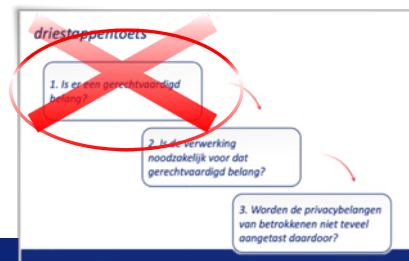 driestappentoets
1. Is er een gerechtvaardigd
belang?
2. Is de verwerking
noodzakelijk voor dat
gerechtvaardigd belang?
3. Worden de privacybelangen
van betrokkenen niet teveel
aangetast daardoor?